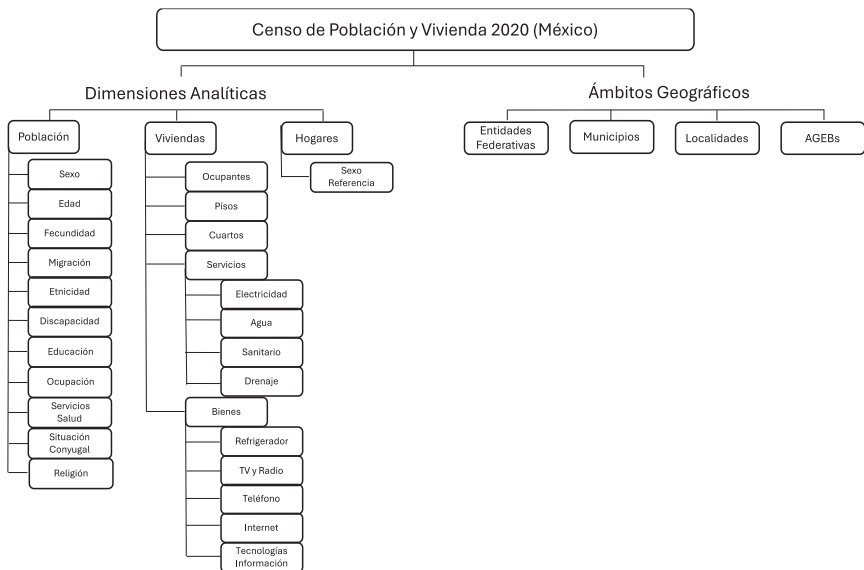 Censo de Población y Vivienda 2020 (México)
Dimensiones Analíticas
Ámbitos Geográficos
Población
Viviendas
Hogares
Entidades
Federativas
Municipios
Localidades
AGEBs
Sexo
Edad
Fecundidad
Migración
Etnicidad
Discapacidad
Educación
Ocupación
Servicios
Salud
Situación
Conyugal
Religión
Ocupantes
Pisos
Cuartos
Servicios
Electricidad
Agua
Sanitario
Drenaje
Bienes
Refrigerador
TV y Radio
Teléfono
Internet
Tecnologías
Información
Sexo
Referencia